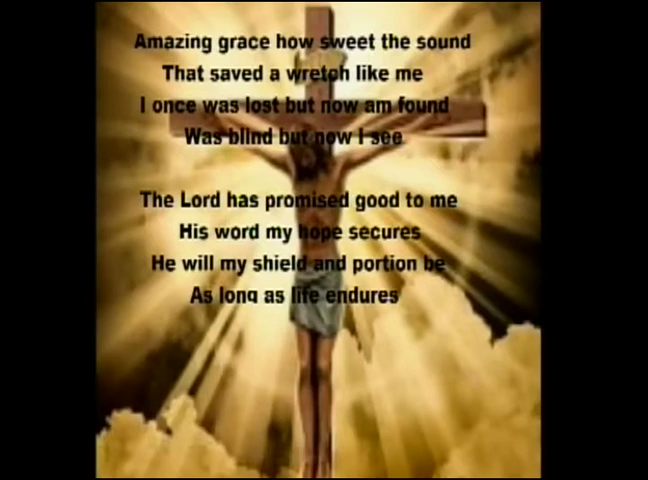 Amazing grace how sweet the sound
That saved a wretch like me
I once was lost but now am found
Was blind but now I see
The Lord has promised good to me
His word my hope secures
He will my shield and portion be
As long as life endures